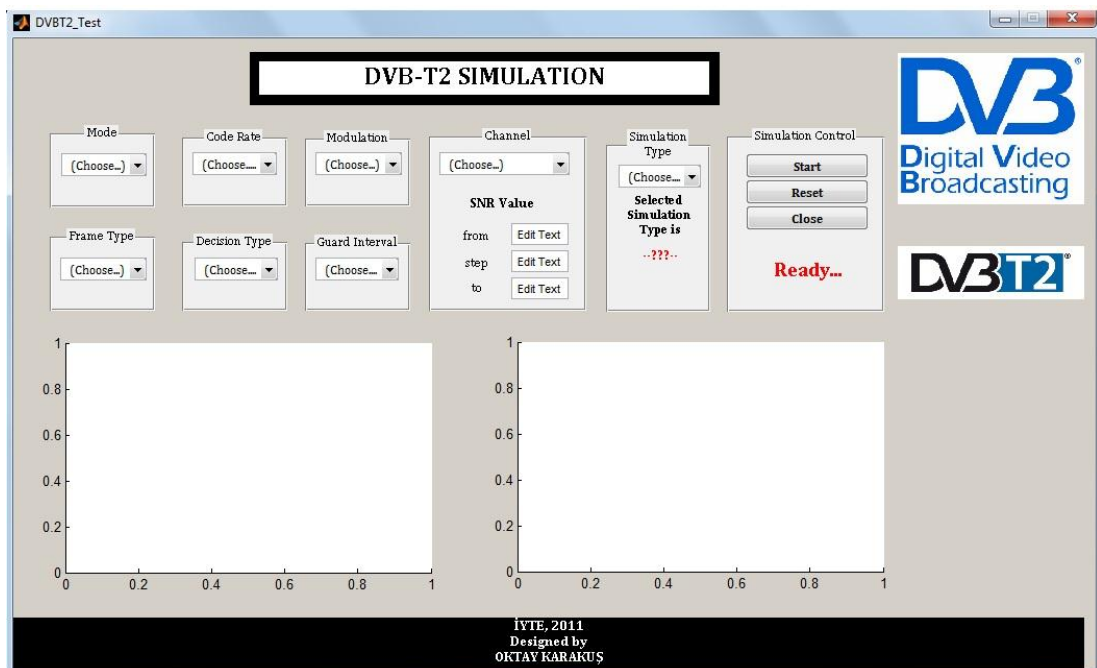 DVBT2_Test
DVB-T2 SIMULATION
DVB®
Digital Video
Broadcasting
Mode
(Choose...)
Code Rate
(Choose....
Modulation
(Choose...)
Channel
(Choose...)
SNR Value
from Edit Text
step Edit Text
to Edit Text
Simulation
Type
(Choose....
Selected
Simulation
Type is
--???--
Simulation Control
Start
Reset
Close
Ready...
Frame Type
(Choose...)
Decision Type
(Choose....
Guard Interval
(Choose....
DVB T2®
1
0.8
0.6
0.4
0.2
0
0 0.2 0.4 0.6 0.8 1
1
0.8
0.6
0.4
0.2
0
0 0.2 0.4 0.6 0.8 1
İYTE, 2011
Designed by
OKTAY KARAKUŞ